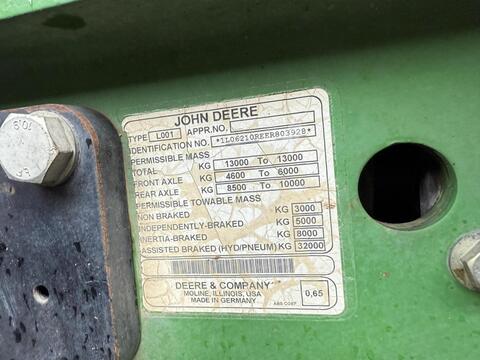 JOHN DEERE
TYPE L001 APPR.NO.
IDENTIFICATION NO. *1L06210REER803928*
PERMISSIBLE MASS
TOTAL KG 13000 To 13000
FRONT AXLE KG 4600 To 6000
REAR AXLE KG 8500 To 10000
PERMISSIBLE TOWABLE MASS
NON BRAKED KG 3000
INDEPENDENTLY-BRAKED KG 5000
INERTIA-BRAKED KG 8000
ASSISTED BRAKED (HYD/PNEUM) KG 32000
DEERE & COMPANY
MOLINE, ILLINOIS, USA
MADE IN GERMANY
0,65
10.9